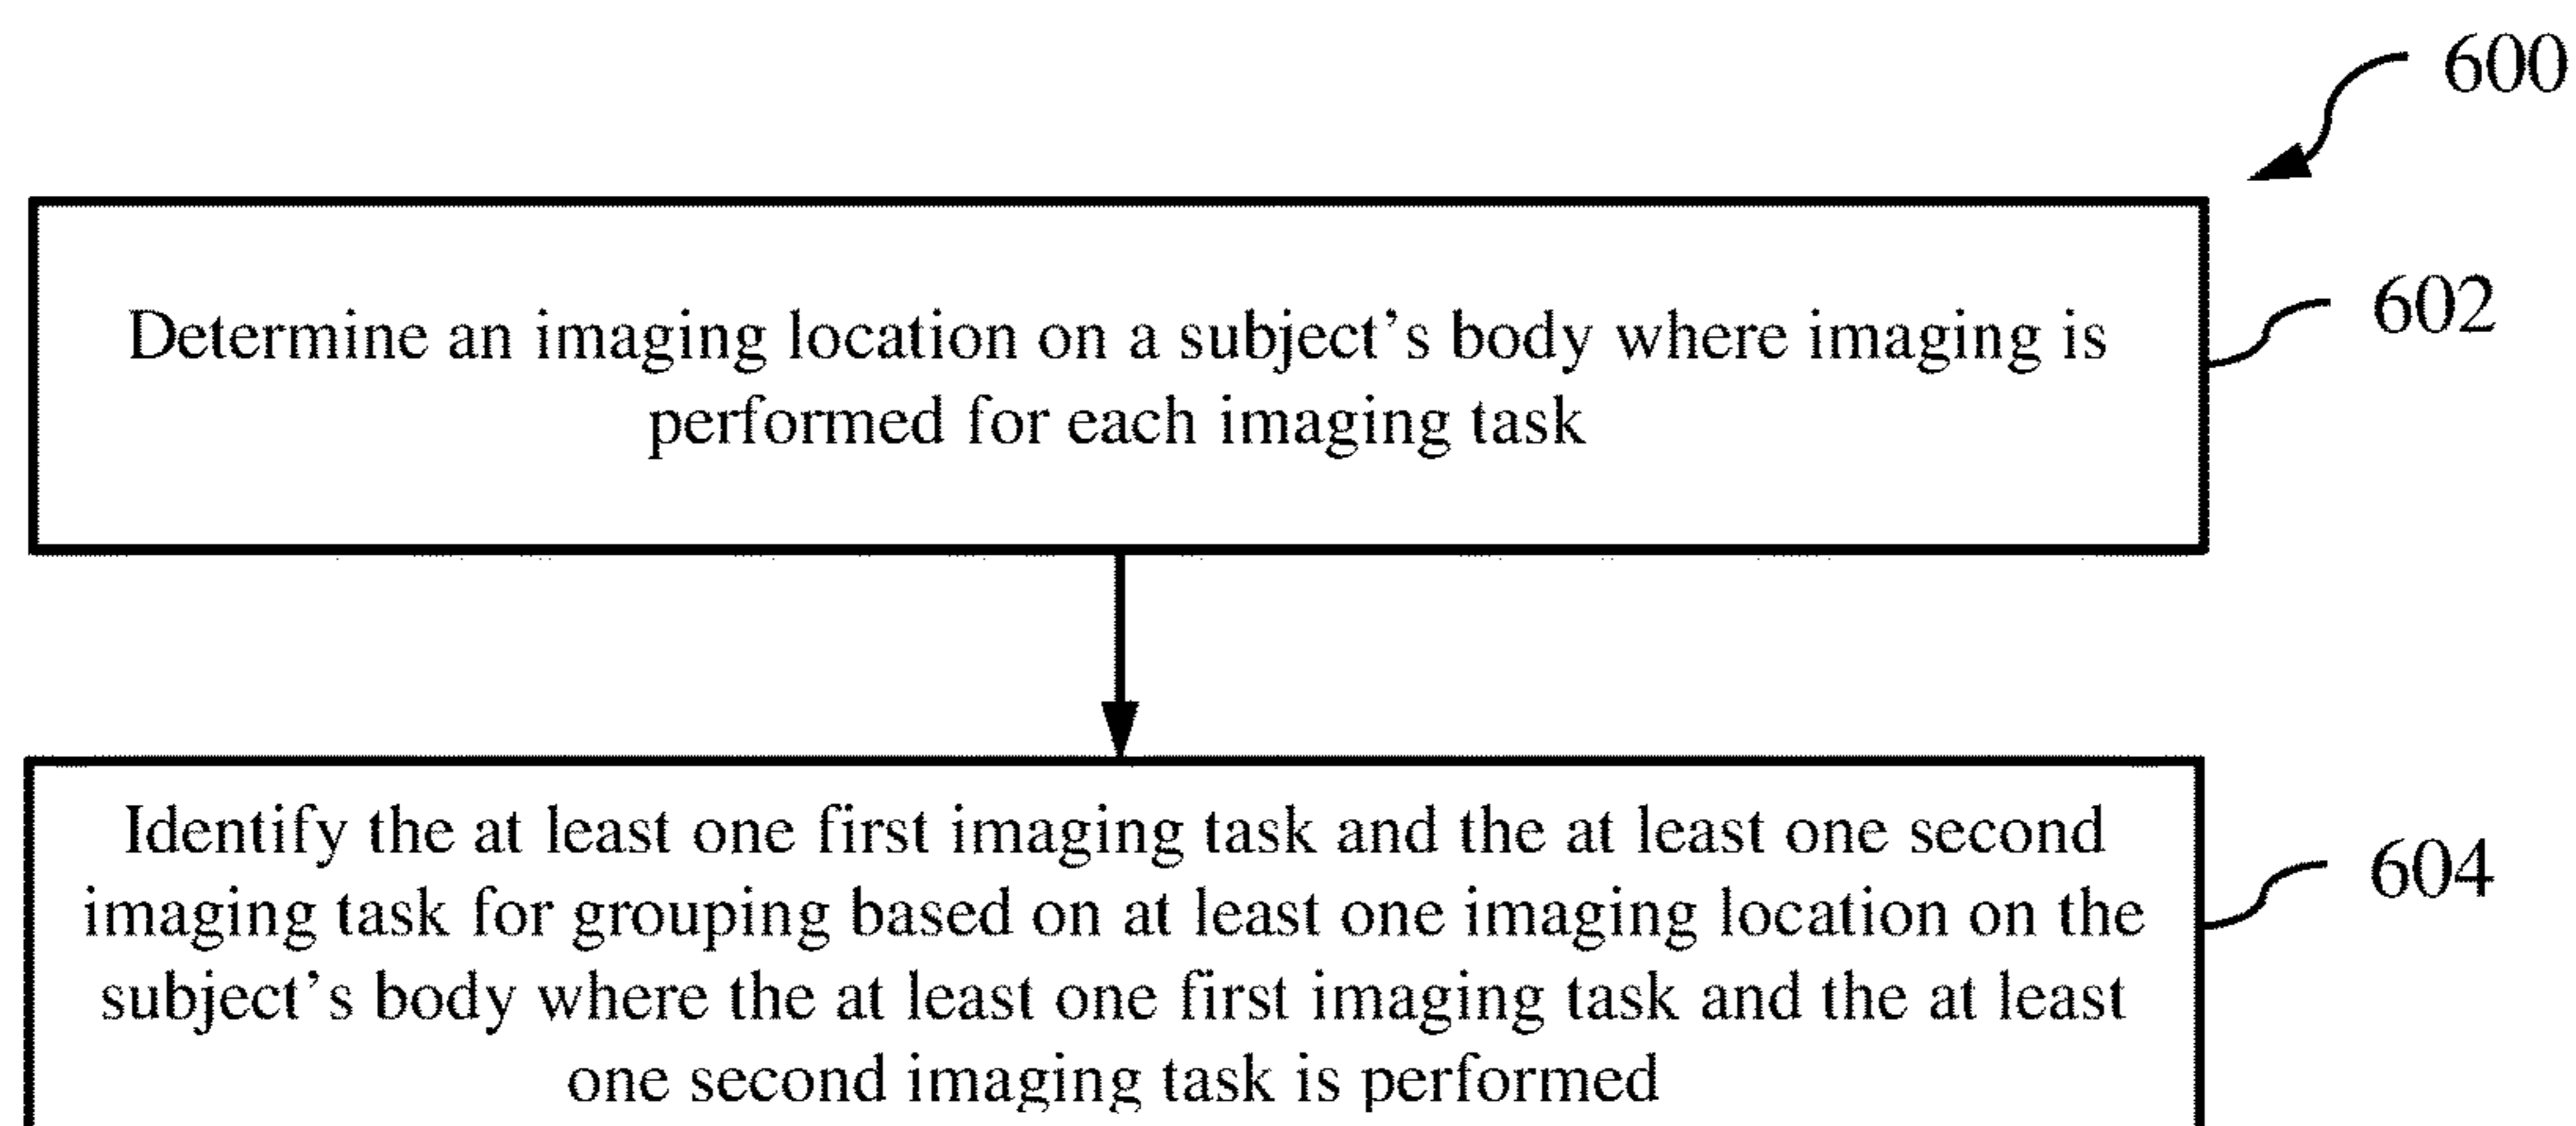 600
Determine an imaging location on a subject’s body where imaging is
performed for each imaging task
602
Identify the at least one first imaging task and the at least one second
imaging task for grouping based on at least one imaging location on the
subject’s body where the at least one first imaging task and the at least
one second imaging task is performed
604